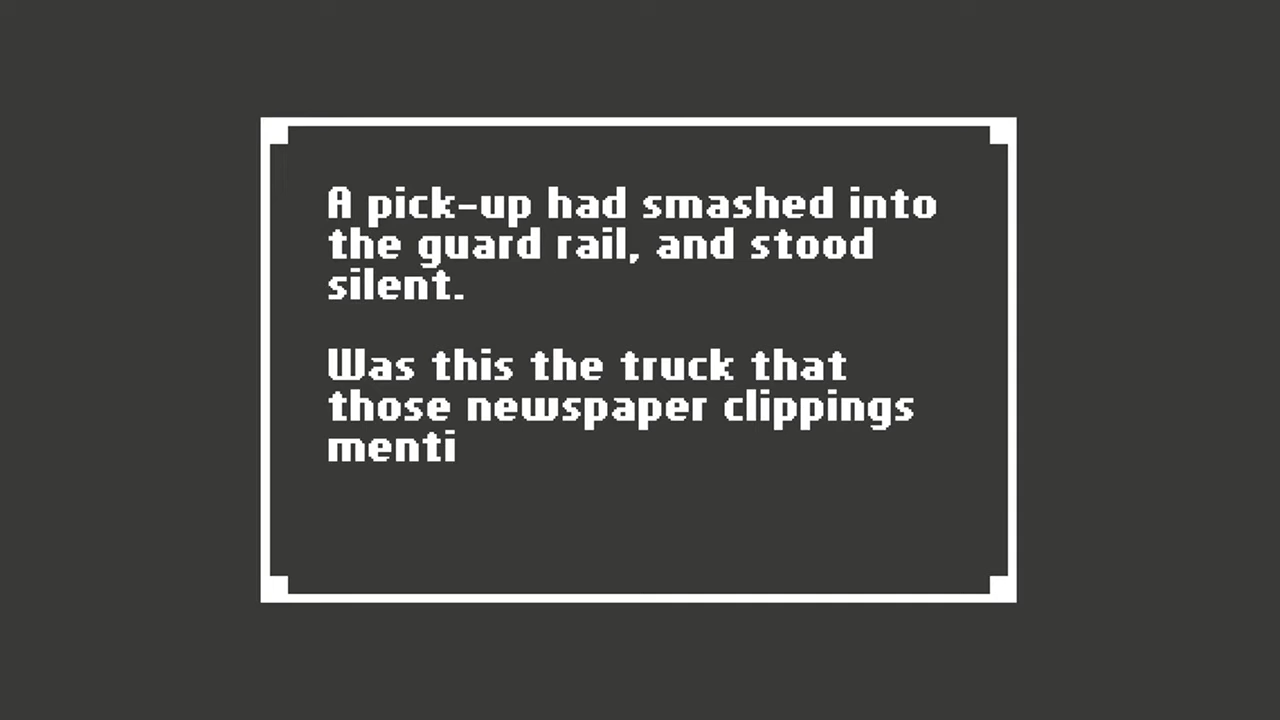 A pick-up had smashed into
the guard rail, and stood
silent.
Was this the truck that
those newspaper clippings
menti